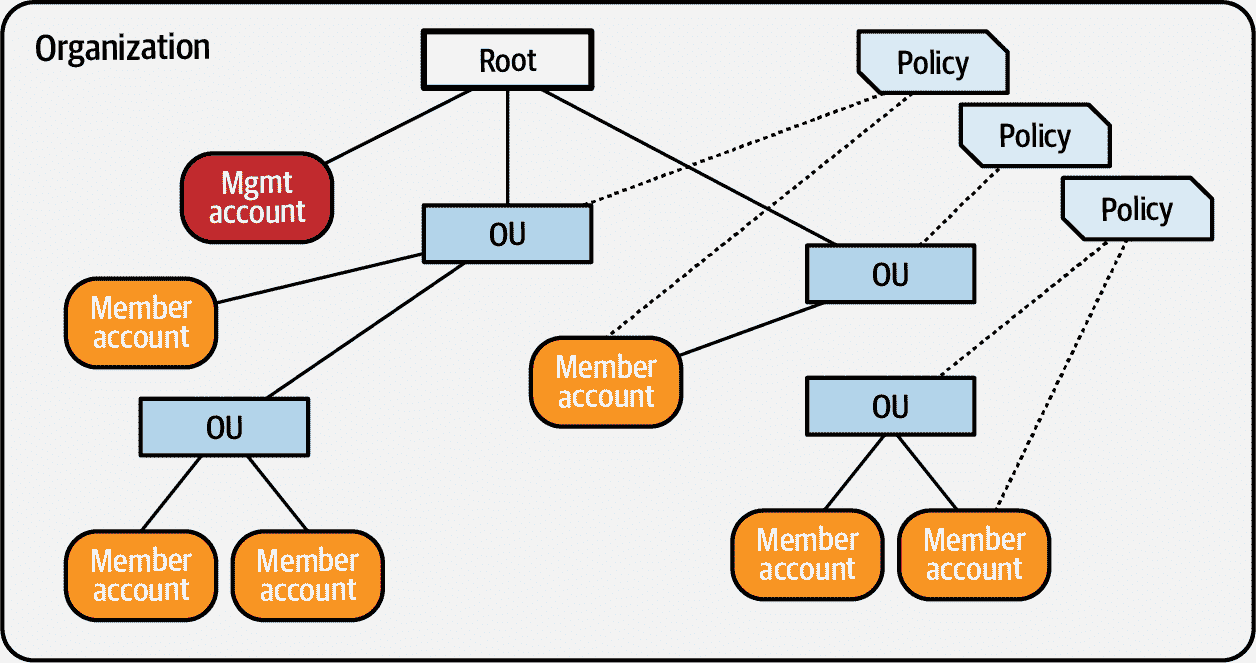 Organization
Root
Policy
Policy
Policy
Mgmt
account
OU
OU
Member
account
Member
account
OU
OU
Member
account
Member
account
Member
account
Member
account